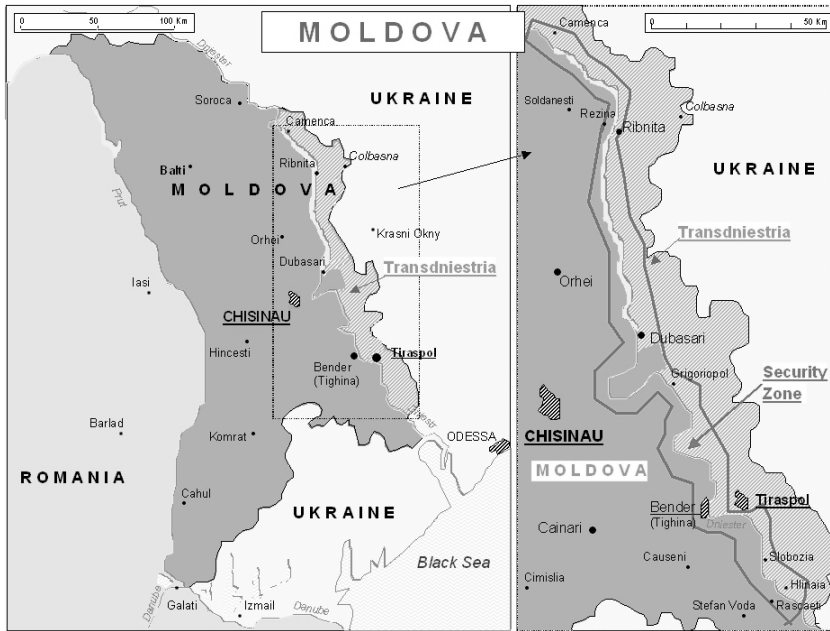 0 50 100 Km
MOLDOVA
Dniester
UKRAINE
Soroca
Camenca
Balti
Ribnita
Colbasna
MOLDOVA
Prut
Orhei
Krasni Okny
Dubasari
Transdniestria
Iasi
CHISINAU
Hincesti
Bender
(Tighina)
Tiraspol
Barlad
Komrat
ODESSA
ROMANIA
Cahul
UKRAINE
Black Sea
Danube
Galati
Izmail
Danube
0 50 Km
Camenca
Soldanesti
Rezina
Ribnita
Colbasna
UKRAINE
Transdniestria
Orhei
Dubasari
Grigoriopol
Security
Zone
CHISINAU
MOLDOVA
Bender
(Tighina)
Tiraspol
Dniester
Cainari
Causeni
Slobozia
Cimislia
Hlinaia
Stefan Voda
Rascaeti